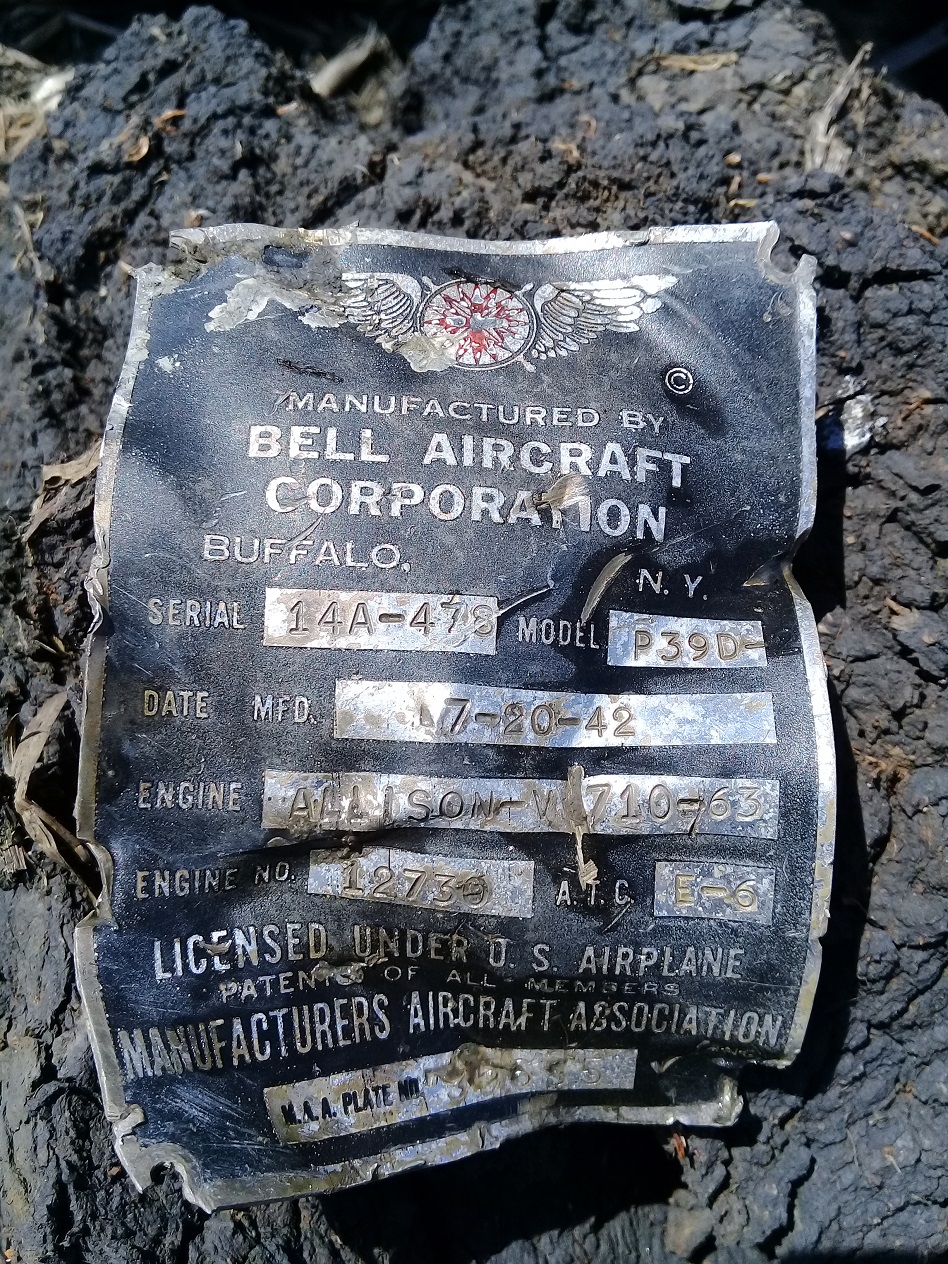 ©
MANUFACTURED BY
BELL AIRCRAFT
CORPORATION
BUFFALO, N.Y.
SERIAL 14A-478 MODEL P39D-
DATE MFD. 7-20-42
ENGINE ALLISON-V1710-63
ENGINE NO. 12730 A.T.C. E-6
LICENSED UNDER U. S. AIRPLANE
PATENTS OF ALL MEMBERS
MANUFACTURERS AIRCRAFT ASSOCIATION
M.A.A. PLATE NO.